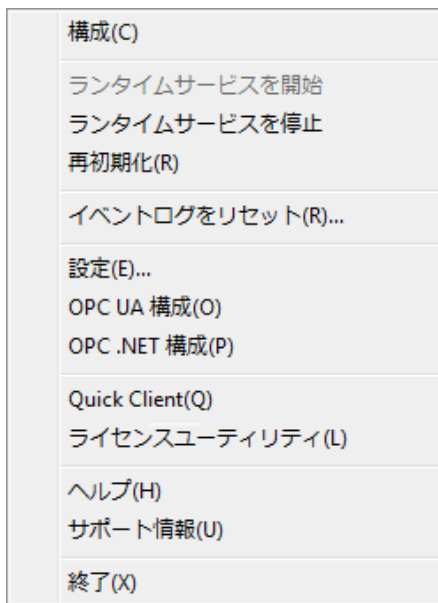 構成(C)
ランタイムサービスを開始
ランタイムサービスを停止
再初期化(R)
イベントログをリセット(R)...
設定(E)...
OPC UA 構成(O)
OPC .NET 構成(P)
Quick Client(Q)
ライセンスユーティリティ(L)
ヘルプ(H)
サポート情報(U)
終了(X)